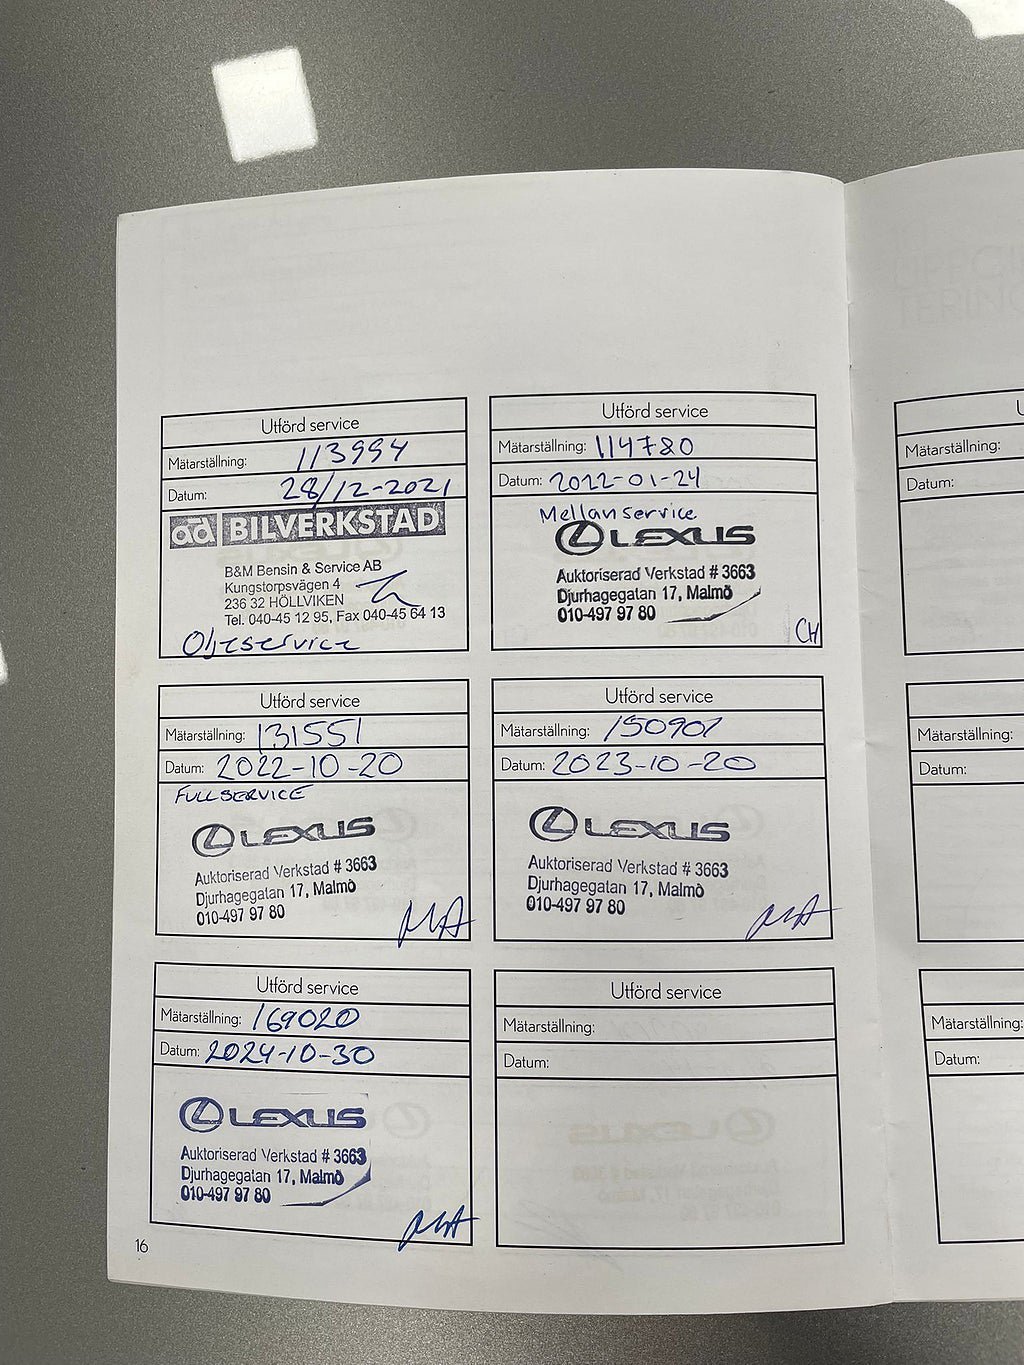 Utförd service
Mätarställning: 113994
Datum: 28/12-2021
ad BILVERKSTAD
B&M Bensin & Service AB
Kungstorpsvägen 4
236 32 HÖLLVIKEN
Tel. 040-45 12 95, Fax 040-45 64 13
Oljeservice
Utförd service
Mätarställning: 114780
Datum: 2022-01-24
Mellanservice
LEXUS
Auktoriserad Verkstad # 3663
Djurhagegatan 17, Malmö
010-497 97 80
CH
Utförd service
Mätarställning: 131551
Datum: 2022-10-20
FULLSERVICE
LEXUS
Auktoriserad Verkstad # 3663
Djurhagegatan 17, Malmö
010-497 97 80
Utförd service
Mätarställning: 150901
Datum: 2023-10-20
LEXUS
Auktoriserad Verkstad # 3663
Djurhagegatan 17, Malmö
010-497 97 80
Utförd service
Mätarställning: 169020
Datum: 2024-10-30
LEXUS
Auktoriserad Verkstad # 3663
Djurhagegatan 17, Malmö
010-497 97 80
Utförd service
Mätarställning:
Datum:
16
Mätarställning:
Datum:
Mätarställning:
Datum:
Mätarställning:
Datum: